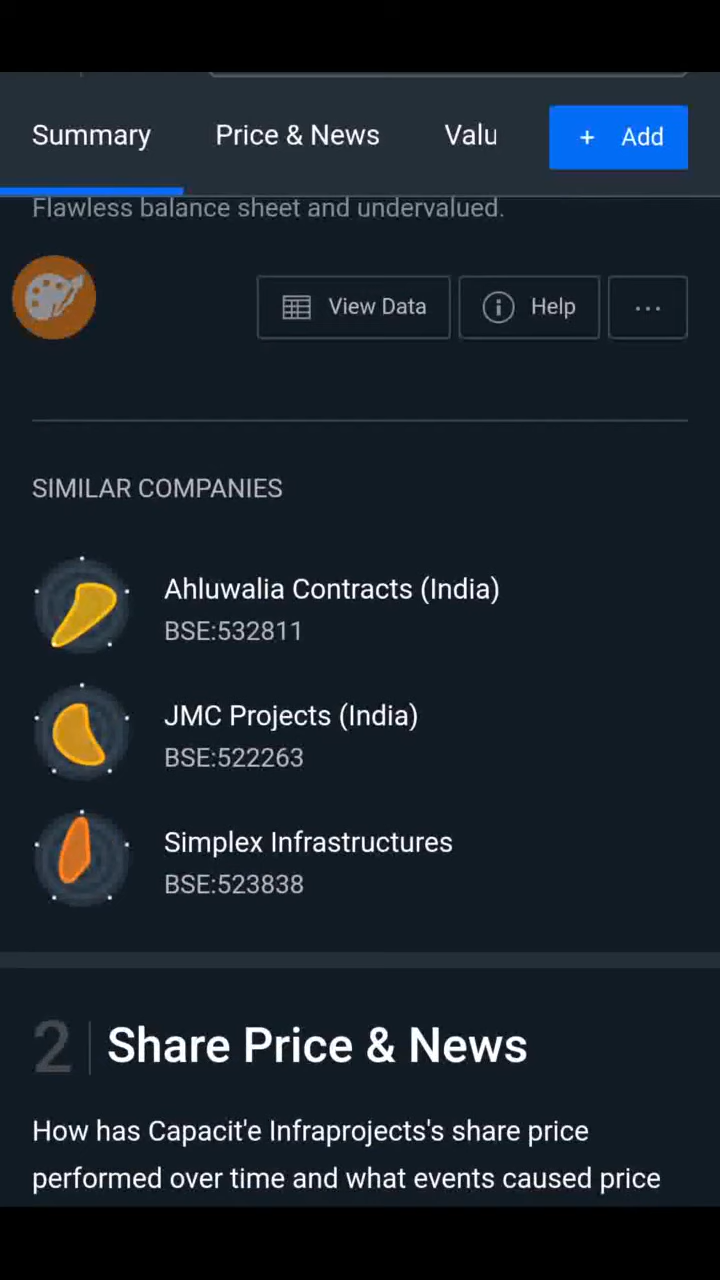 Summary
Price & News
Valu
+ Add
Flawless balance sheet and undervalued.
View Data
Help
...
SIMILAR COMPANIES
Ahluwalia Contracts (India)
BSE:532811
JMC Projects (India)
BSE:522263
Simplex Infrastructures
BSE:523838
2
Share Price & News
How has Capacit'e Infraprojects's share price
performed over time and what events caused price